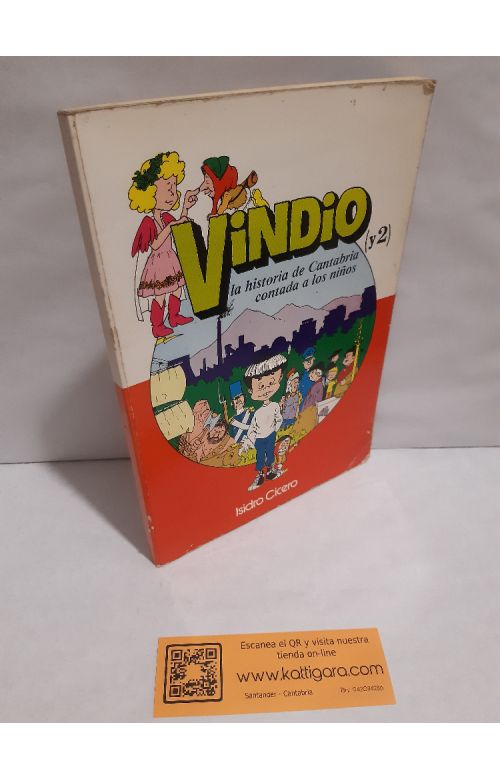 VINDIO
(y 2)
la historia de Cantabria
contada a los niños
Isidro Cicero
Escanea el QR y visita nuestra
tienda on-line
www.kattigara.com
Santander - Cantabria